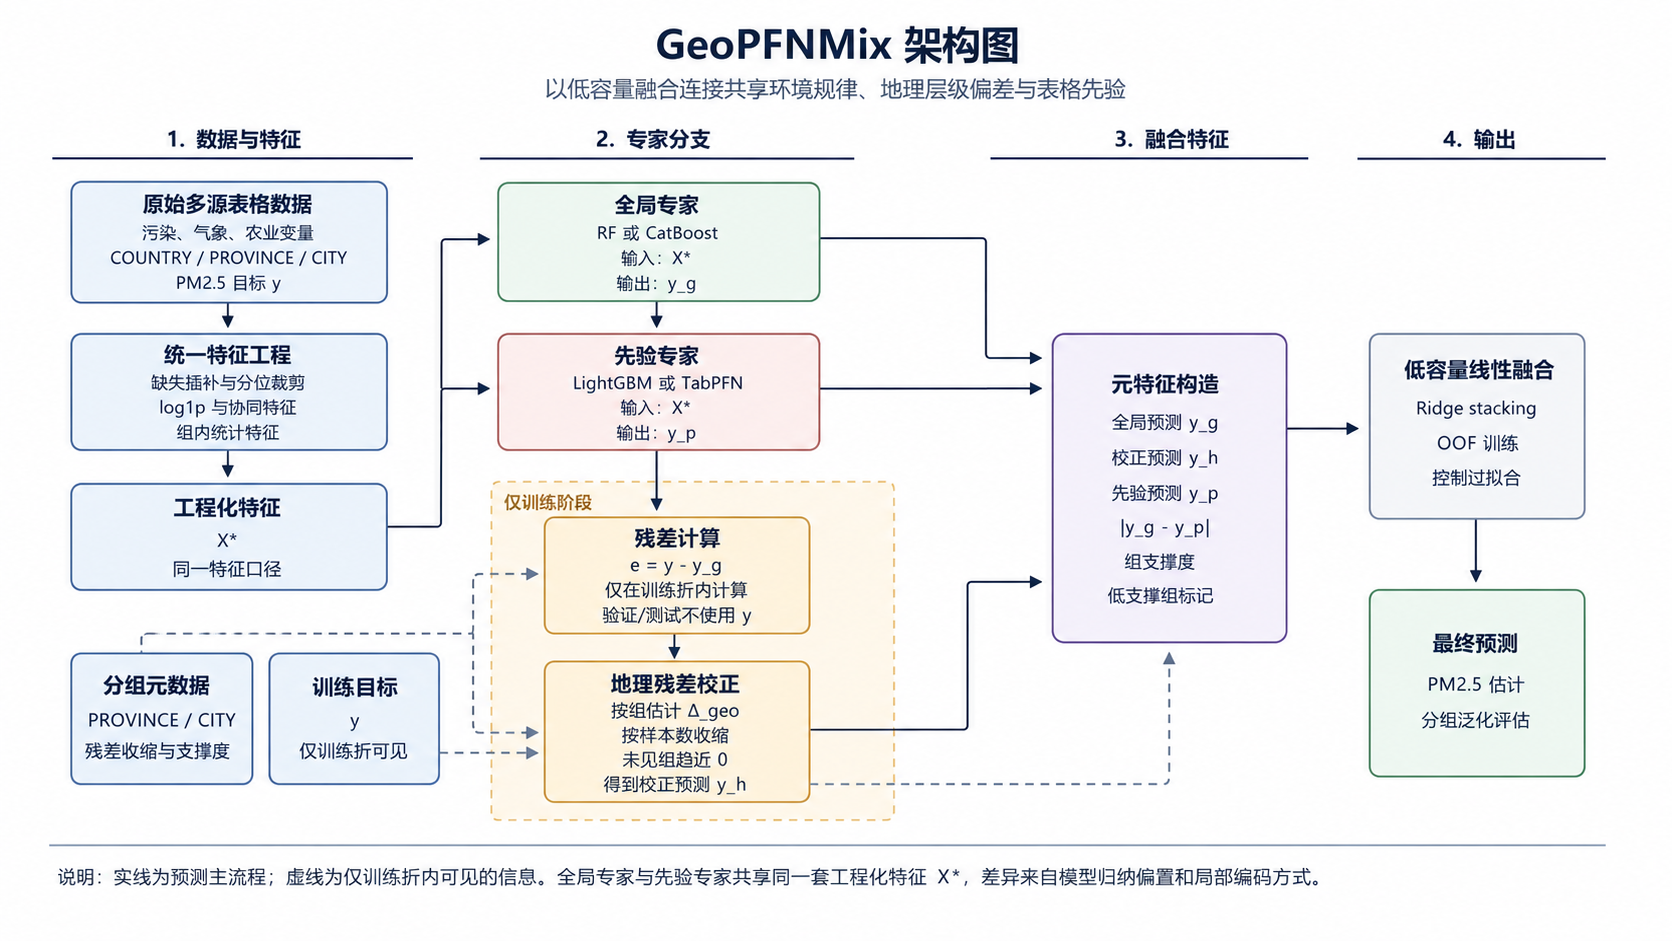 GeoPFNMix 架构图
以低容量融合连接共享环境规律、地理层级偏差与表格先验
1. 数据与特征
原始多源表格数据
污染、气象、农业变量
COUNTRY / PROVINCE / CITY
PM2.5 目标 y
统一特征工程
缺失插补与分位裁剪
log1p 与协同特征
组内统计特征
工程化特征
X*
同一特征口径
分组元数据
PROVINCE / CITY
残差收缩与支撑度
训练目标
y
仅训练折可见
2. 专家分支
全局专家
RF 或 CatBoost
输入：X*
输出：y_g
先验专家
LightGBM 或 TabPFN
输入：X*
输出：y_p
仅训练阶段
残差计算
e = y - y_g
仅在训练折内计算
验证/测试不使用 y
地理残差校正
按组估计 Δ_geo
按样本数收缩
未见组趋近 0
得到校正预测 y_h
3. 融合特征
元特征构造
全局预测 y_g
校正预测 y_h
先验预测 y_p
|y_g - y_p|
组支撑度
低支撑组标记
4. 输出
低容量线性融合
Ridge stacking
OOF 训练
控制过拟合
最终预测
PM2.5 估计
分组泛化评估
说明：实线为预测主流程；虚线为仅训练折内可见的信息。全局专家与先验专家共享同一套工程化特征 X*，差异来自模型归纳偏置和局部编码方式。